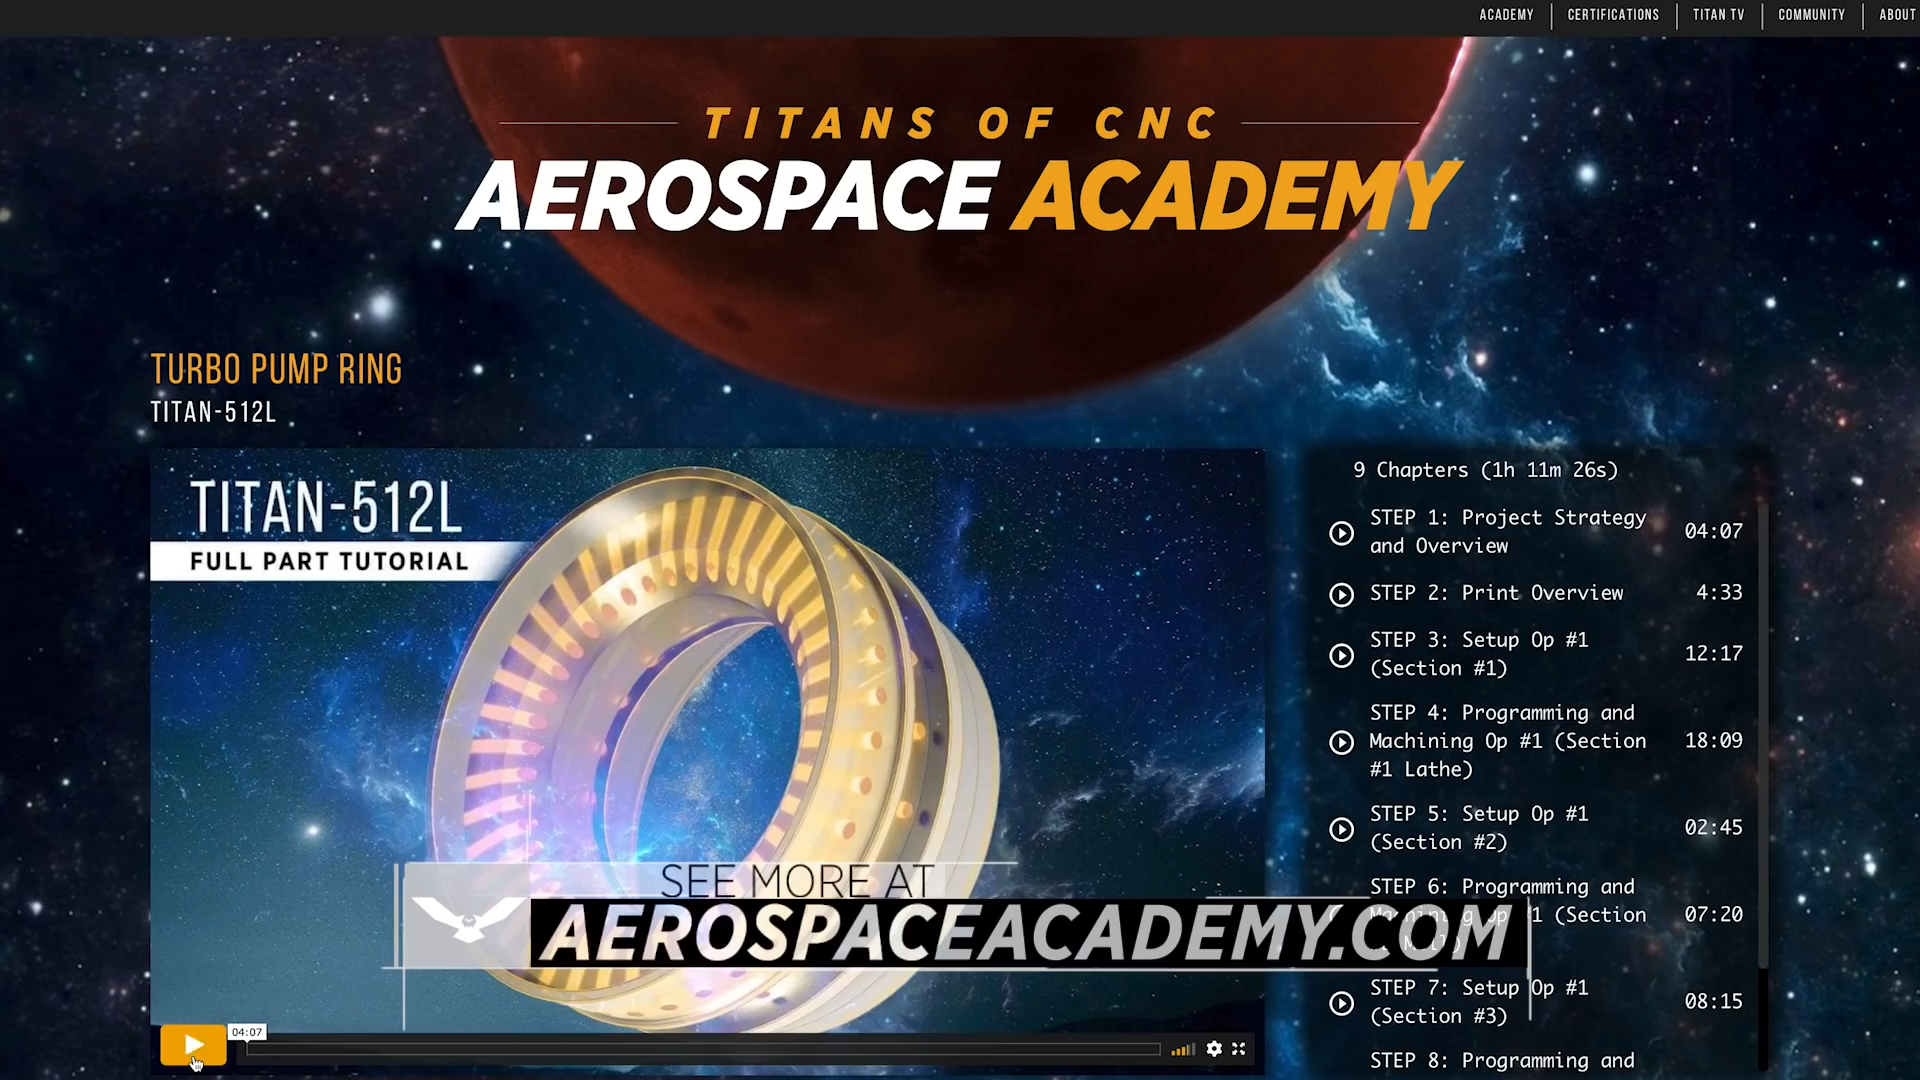 ACADEMY
CERTIFICATIONS
TITAN TV
COMMUNITY
ABOUT
TITANS OF CNC
AEROSPACE ACADEMY
TURBO PUMP RING
TITAN-512L
TITAN-512L
FULL PART TUTORIAL
9 Chapters (1h 11m 26s)
STEP 1: Project Strategy
and Overview
04:07
STEP 2: Print Overview
4:33
STEP 3: Setup Op #1
(Section #1)
12:17
STEP 4: Programming and
Machining Op #1 (Section
#1 Lathe)
18:09
STEP 5: Setup Op #1
(Section #2)
02:45
STEP 6: Programming and
Machining Op #1 (Section
07:20
STEP 7: Setup Op #1
(Section #3)
08:15
STEP 8: Programming and
SEE MORE AT
AEROSPACEACADEMY.COM
04:07